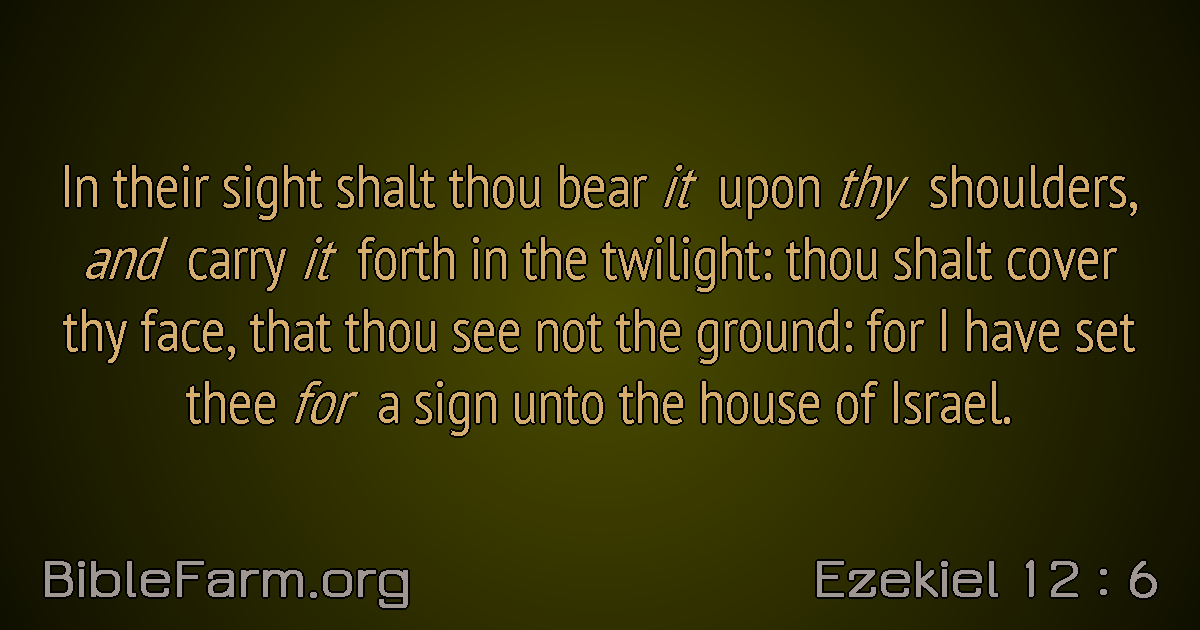 In their sight shalt thou bear it upon thy shoulders,
and carry it forth in the twilight: thou shalt cover
thy face, that thou see not the ground: for I have set
thee for a sign unto the house of Israel.
BibleFarm.org
Ezekiel 12 : 6